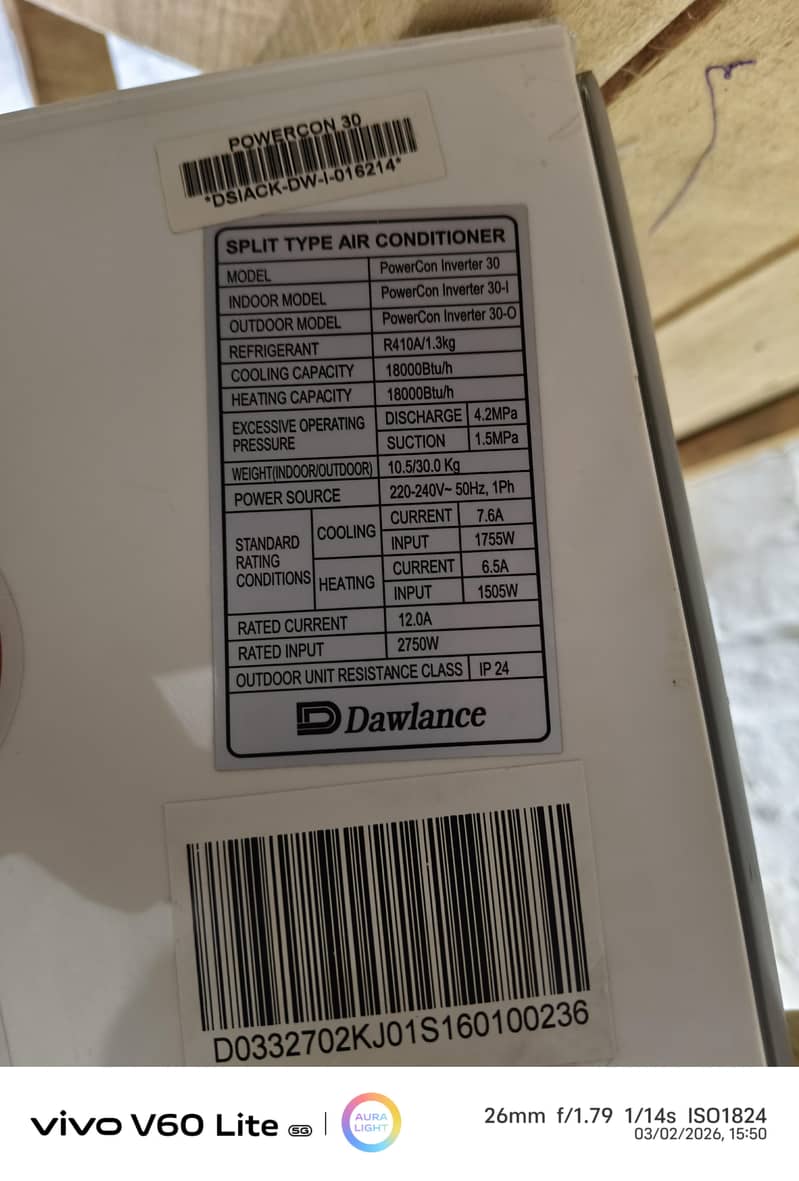 POWERCON 30
*DSIACK-DW-I-016214*
SPLIT TYPE AIR CONDITIONER
MODEL PowerCon Inverter 30
INDOOR MODEL PowerCon Inverter 30-I
OUTDOOR MODEL PowerCon Inverter 30-O
REFRIGERANT R410A/1.3kg
COOLING CAPACITY 18000Btu/h
HEATING CAPACITY 18000Btu/h
EXCESSIVE OPERATING PRESSURE DISCHARGE 4.2MPa
SUCTION 1.5MPa
WEIGHT(INDOOR/OUTDOOR) 10.5/30.0 Kg
POWER SOURCE 220-240V~ 50Hz, 1Ph
STANDARD RATING CONDITIONS COOLING CURRENT 7.6A
INPUT 1755W
HEATING CURRENT 6.5A
INPUT 1505W
RATED CURRENT 12.0A
RATED INPUT 2750W
OUTDOOR UNIT RESISTANCE CLASS IP 24
Dawlance
D0332702KJ01S160100236
vivo V60 Lite 5G
AURA LIGHT
26mm f/1.79 1/14s ISO1824
03/02/2026, 15:50